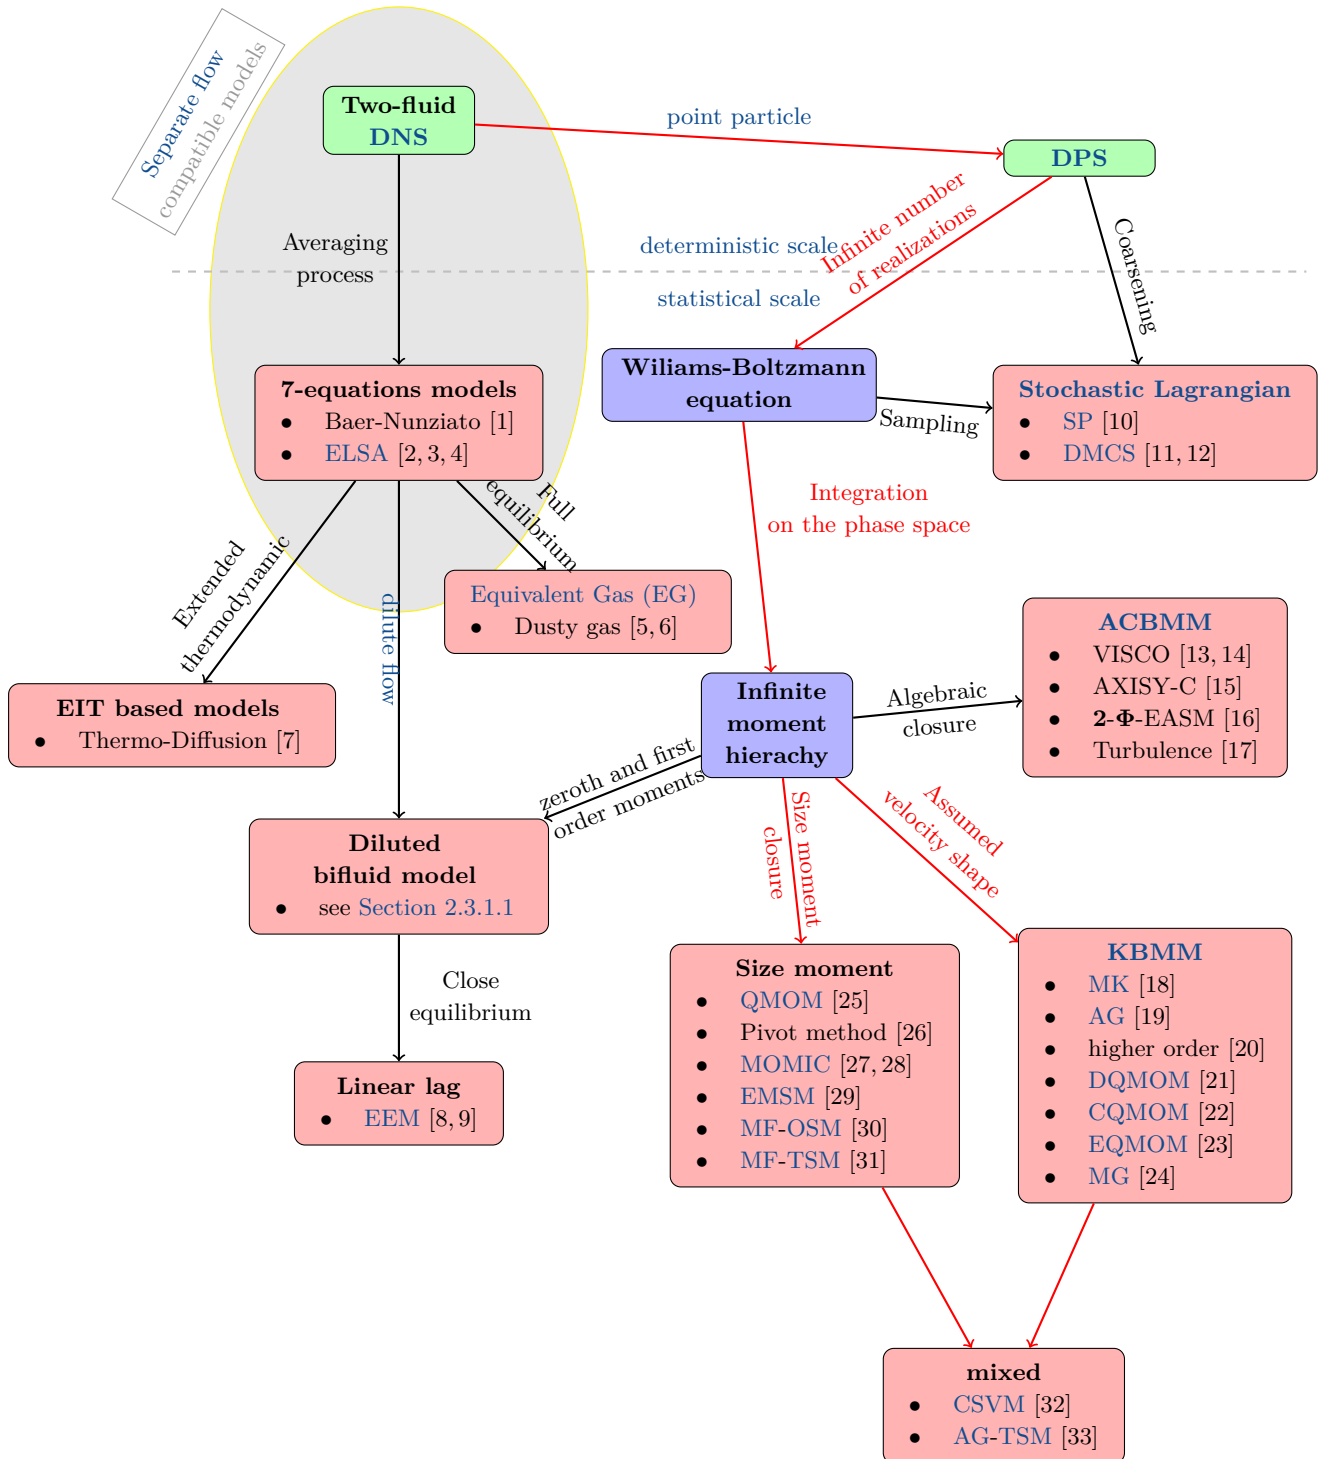 Separate flow
compatible models
Two-fluid
DNS
point particle
DPS
Averaging
process
deterministic scale
statistical scale
Infinite number
of realizations
Coarsening
7-equations models
• Baer-Nunziato [1]
• ELSA [2, 3, 4]
Wiliams-Boltzmann
equation
Sampling
Stochastic Lagrangian
• SP [10]
• DMCS [11, 12]
Integration
on the phase space
Extended
thermodynamic
dilute flow
Full
equilibrium
Equivalent Gas (EG)
• Dusty gas [5, 6]
EIT based models
• Thermo-Diffusion [7]
Infinite
moment
hierachy
Algebraic
closure
ACBMM
• VISCO [13, 14]
• AXISY-C [15]
• 2-Φ-EASM [16]
• Turbulence [17]
zeroth and first
order moments
Size moment
closure
Assumed
velocity shape
Diluted
bifluid model
• see Section 2.3.1.1
Close
equilibrium
Linear lag
• EEM [8, 9]
Size moment
• QMOM [25]
• Pivot method [26]
• MOMIC [27, 28]
• EMSM [29]
• MF-OSM [30]
• MF-TSM [31]
KBMM
• MK [18]
• AG [19]
• higher order [20]
• DQMOM [21]
• CQMOM [22]
• EQMOM [23]
• MG [24]
mixed
• CSVM [32]
• AG-TSM [33]